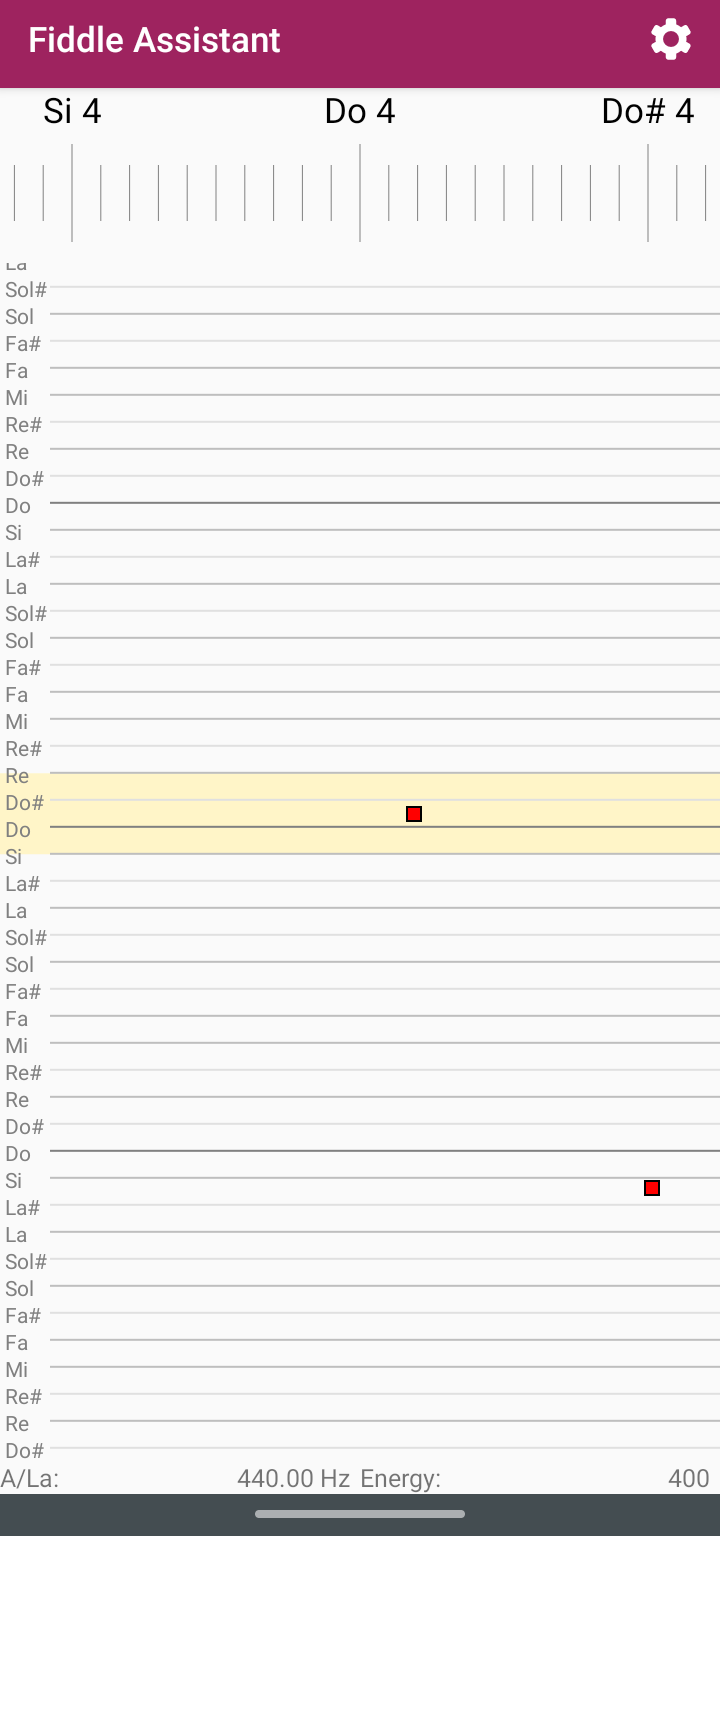 Fiddle Assistant
Si 4 Do 4 Do# 4
La
Sol#
Sol
Fa#
Fa
Mi
Re#
Re
Do#
Do
Si
La#
La
Sol#
Sol
Fa#
Fa
Mi
Re#
Re
Do#
Do
Si
La#
La
Sol#
Sol
Fa#
Fa
Mi
Re#
Re
Do#
Do
Si
La#
La
Sol#
Sol
Fa#
Fa
Mi
Re#
Re
Do#
A/La: 440.00 Hz Energy: 400